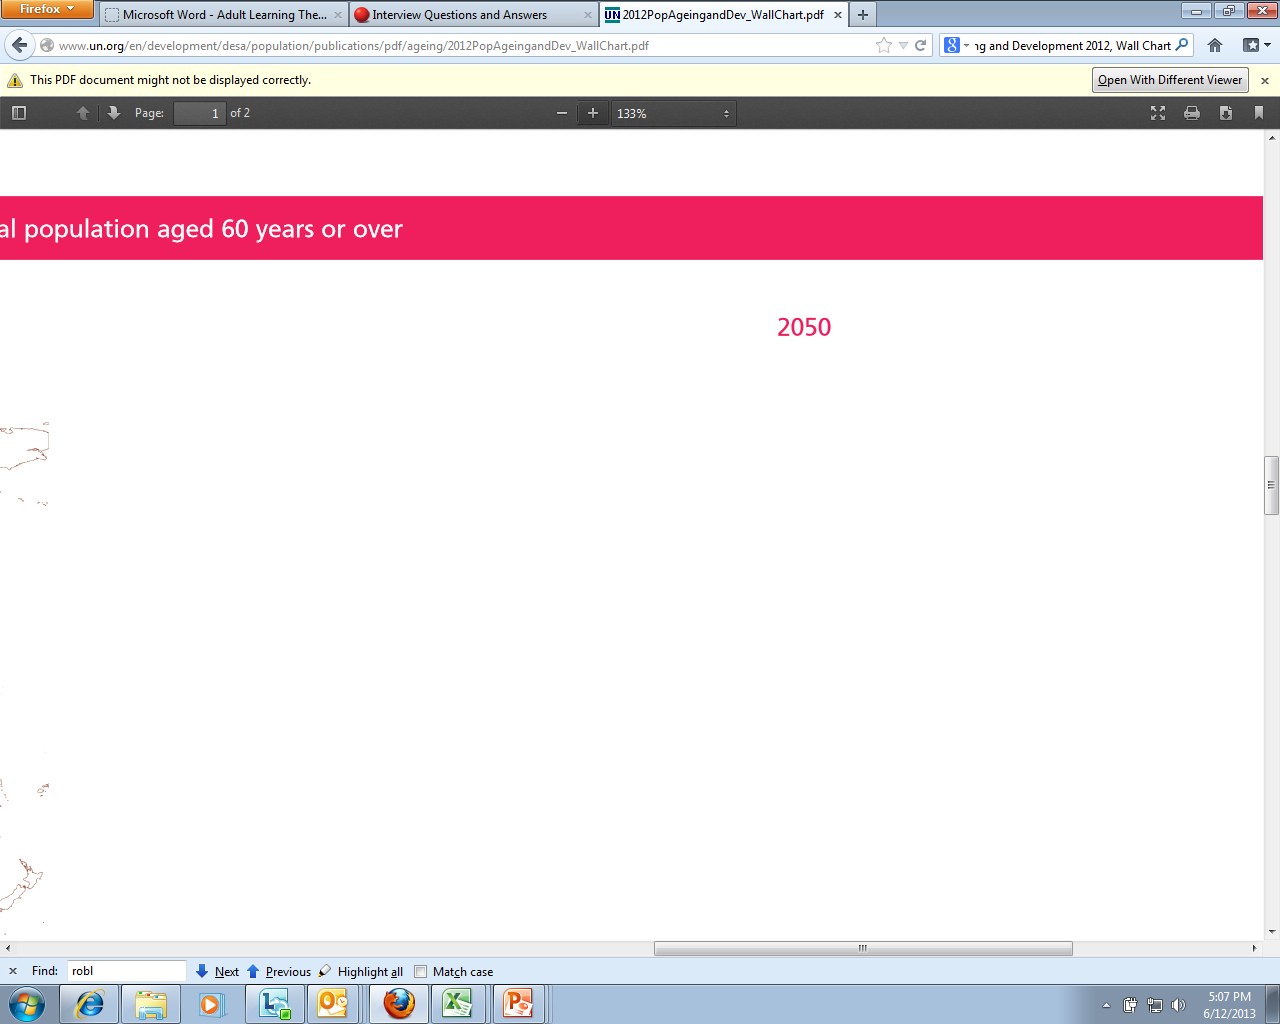 Firefox
Microsoft Word - Adult Learning The...
Interview Questions and Answers
UN 2012PopAgeingandDev_WallChart.pdf
www.un.org/en/development/desa/population/publications/pdf/ageing/2012PopAgeingandDev_WallChart.pdf
ng and Development 2012, Wall Chart
This PDF document might not be displayed correctly.
Open With Different Viewer
Page: 1 of 2
133%
al population aged 60 years or over
2050
Find: robl
Next
Previous
Highlight all
Match case
5:07 PM
6/12/2013